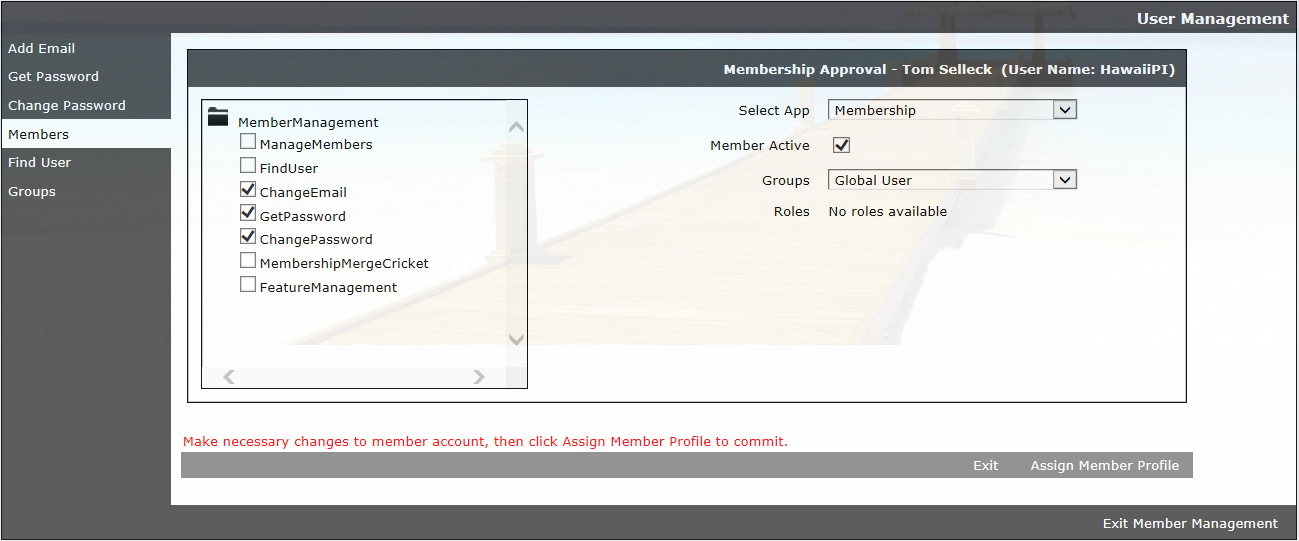 User Management
Add Email
Get Password
Change Password
Members
Find User
Groups
Membership Approval - Tom Selleck (User Name: HawaiiPI)
MemberManagement
ManageMembers
FindUser
ChangeEmail
GetPassword
ChangePassword
MembershipMergeCricket
FeatureManagement
Select App Membership
Member Active
Groups Global User
Roles No roles available
Make necessary changes to member account, then click Assign Member Profile to commit.
Exit Assign Member Profile
Exit Member Management